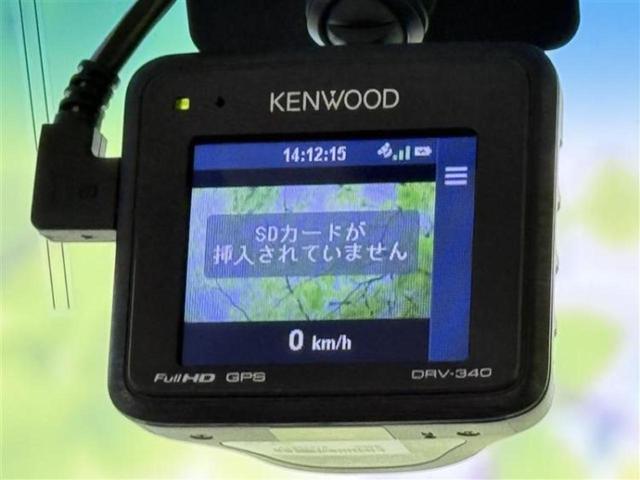 KENWOOD
14:12:15
SDカードが
挿入されていません
0 km/h
Full HD GPS DRV-340